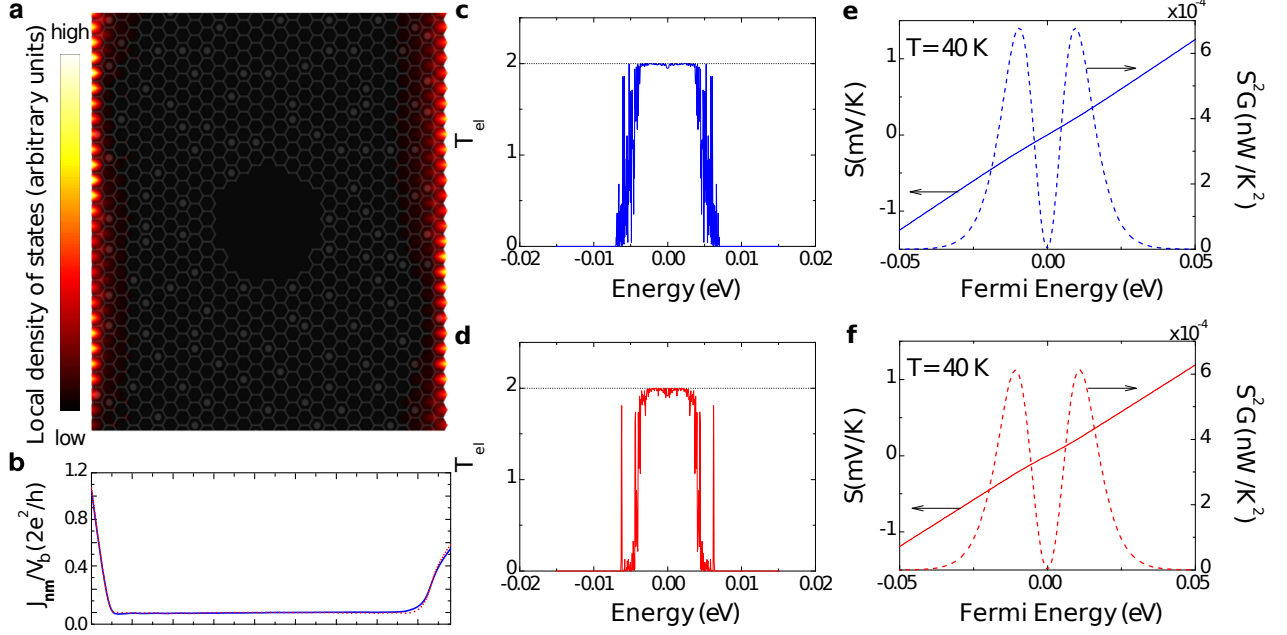 a
high
Local density of states (arbitrary units)
low
b
1.2
0.8
0.4
0.0
J_nm/V_b(2e²/h)
c
2
1
0
T_el
-0.02
-0.01
0.00
0.01
0.02
Energy (eV)
d
2
1
0
T_el
-0.02
-0.01
0.00
0.01
0.02
Energy (eV)
e
x10⁻⁴
T=40 K
1
0
-1
S(mV/K)
6
4
2
0
S²G(nW/K²)
-0.05
0.00
0.05
Fermi Energy (eV)
f
x10⁻⁴
T=40 K
1
0
-1
S(mV/K)
6
4
2
0
S²G(nW/K²)
-0.05
0.00
0.05
Fermi Energy (eV)